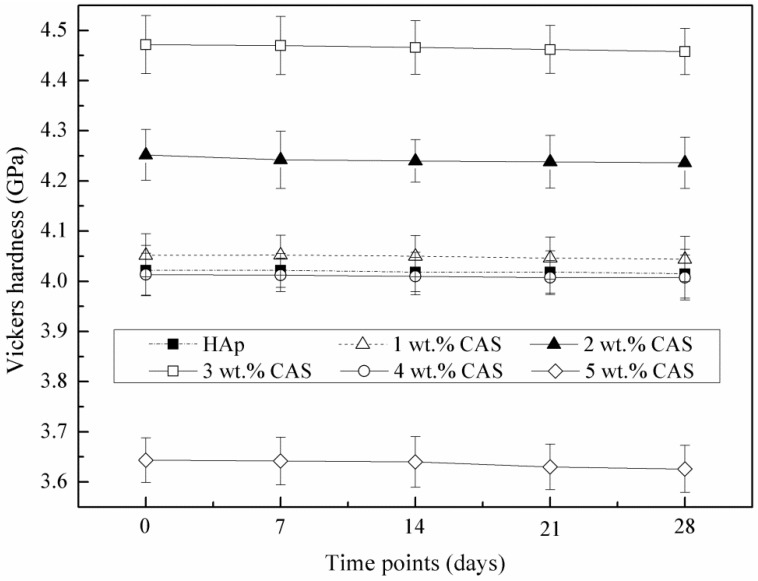 4.5
4.4
4.3
4.2
4.1
4.0
3.9
3.8
3.7
3.6
Vickers hardness (GPa)
HAp 1 wt.% CAS 2 wt.% CAS
3 wt.% CAS 4 wt.% CAS 5 wt.% CAS
0 7 14 21 28
Time points (days)